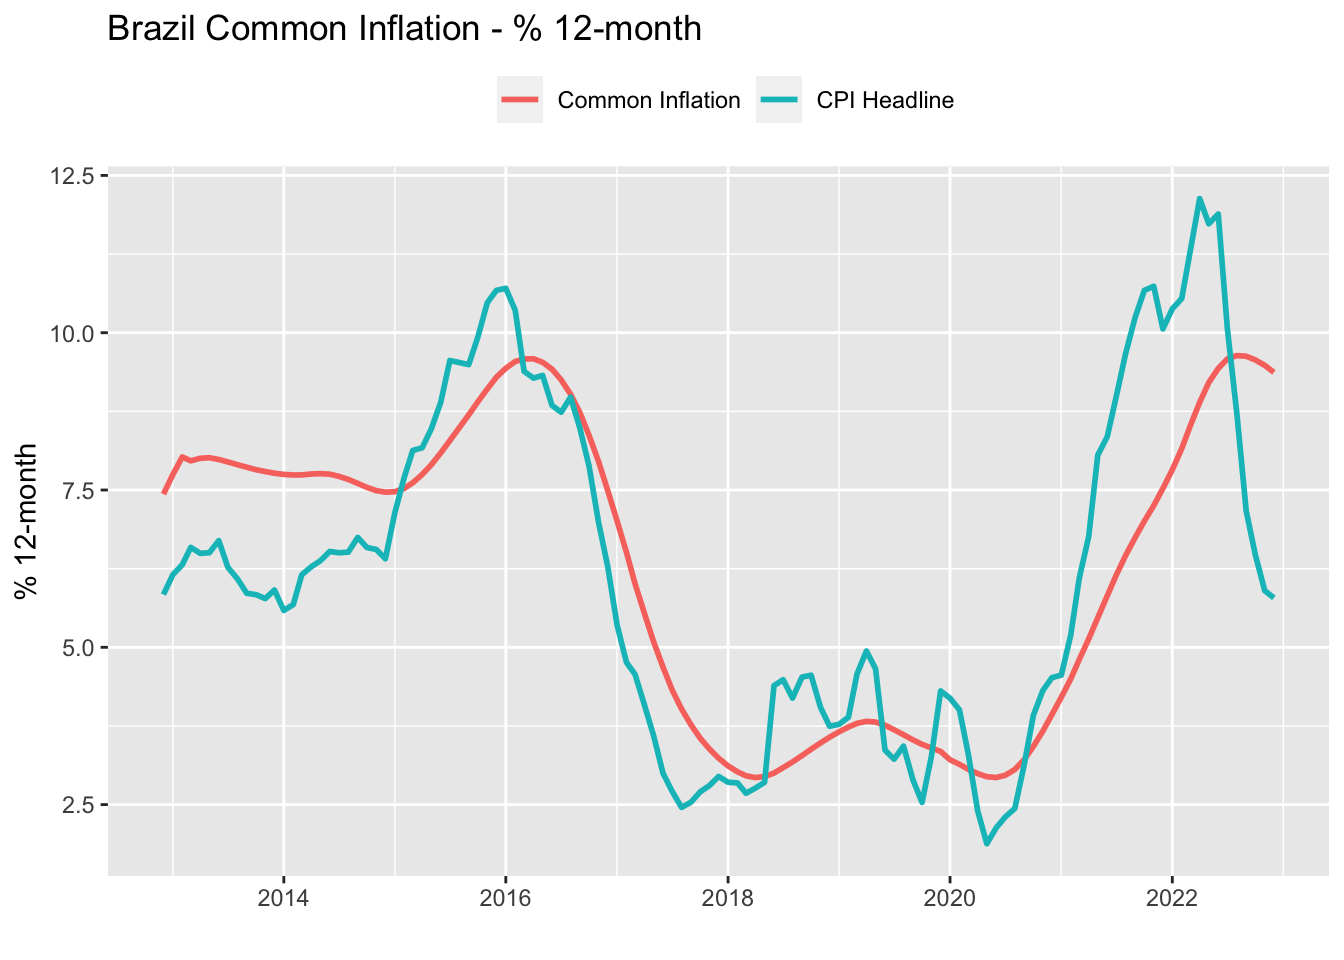 Brazil Common Inflation - % 12-month
Common Inflation CPI Headline
12.5
10.0
7.5
5.0
2.5
% 12-month
2014 2016 2018 2020 2022